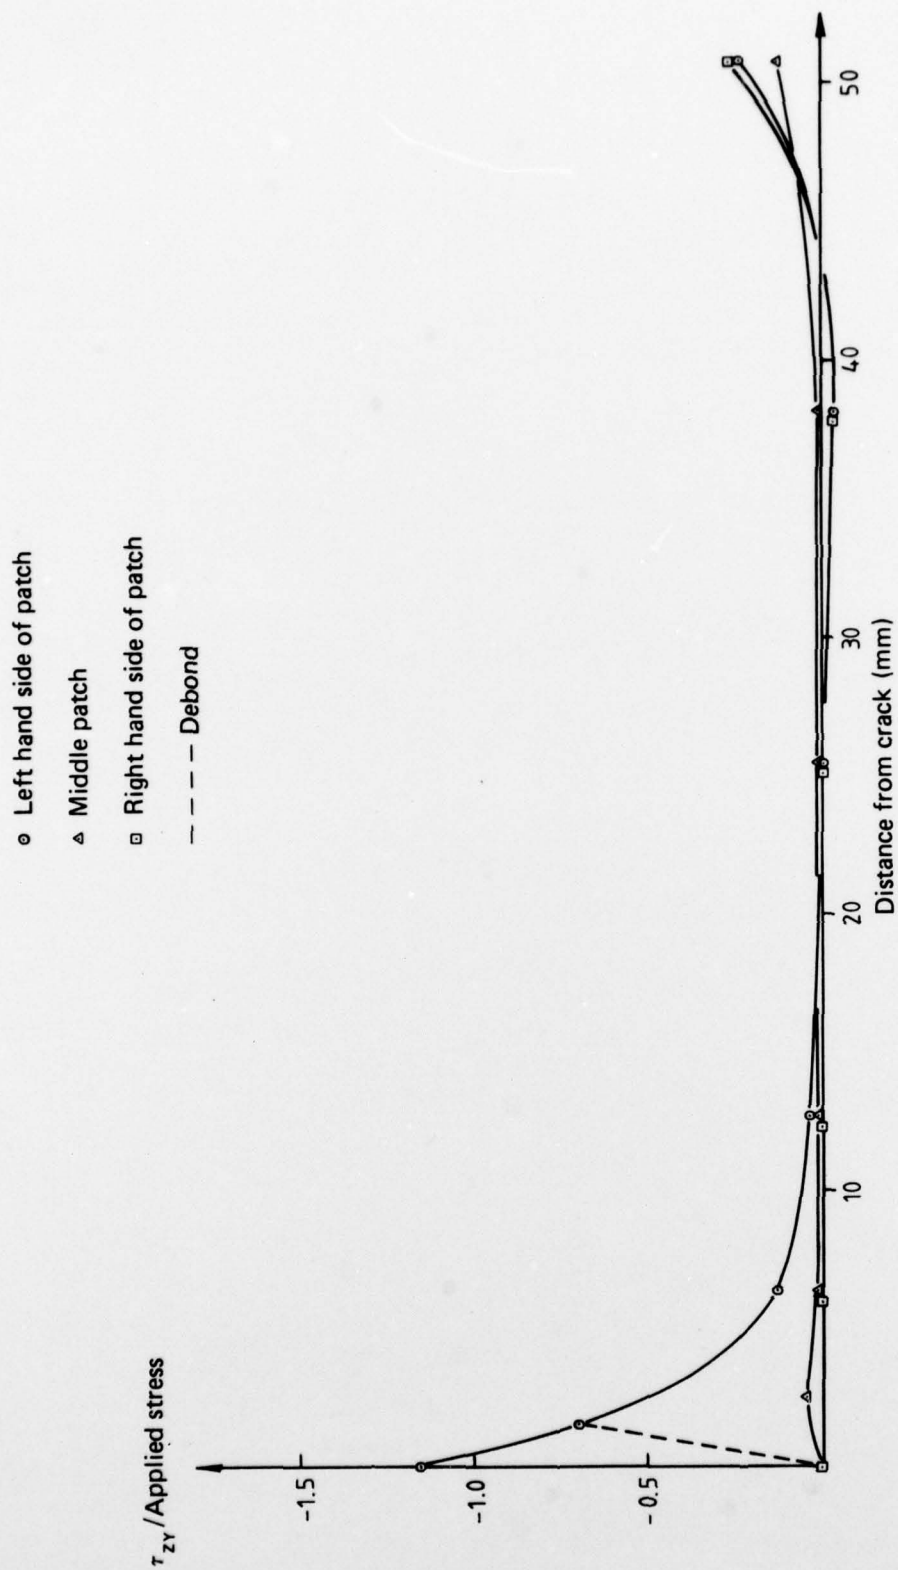 ⊙ Left hand side of patch
△ Middle patch
⊡ Right hand side of patch
– – – – Debond
τZY/Applied stress
-1.5
-1.0
-0.5
10
20
30
40
50
Distance from crack (mm)